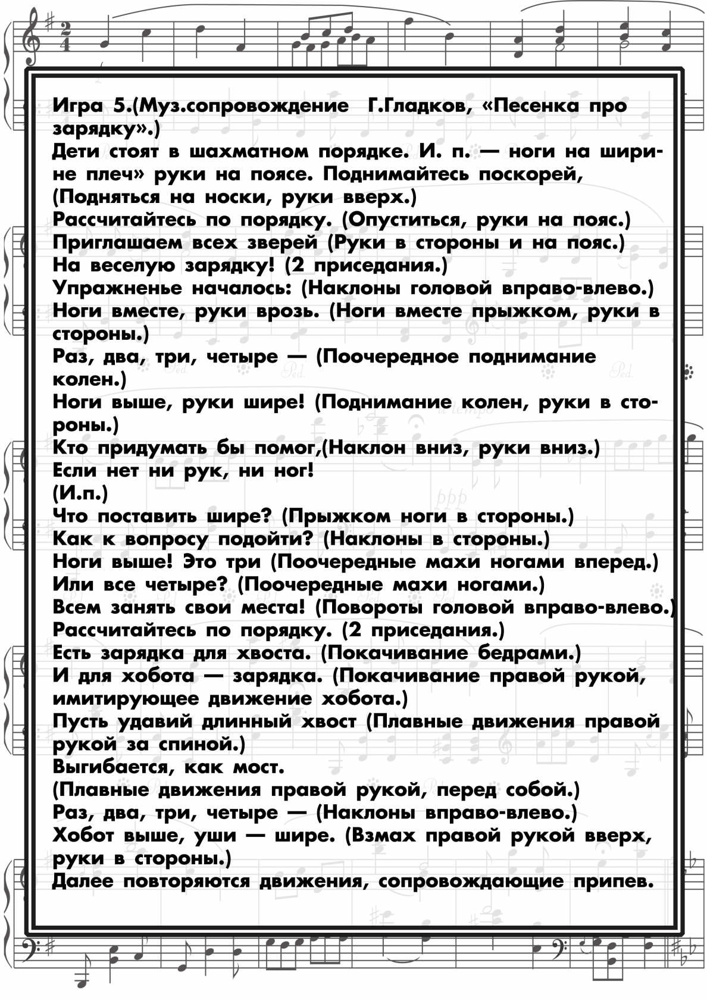 Игра 5.(Муз.сопровождение Г.Гладков, «Песенка про
зарядку».)
Дети стоят в шахматном порядке. И. п. — ноги на шири-
не плеч» руки на поясе. Поднимайтесь поскорей,
(Подняться на носки, руки вверх.)
Рассчитайтесь по порядку. (Опуститься, руки на пояс.)
Приглашаем всех зверей (Руки в стороны и на пояс.)
На веселую зарядку! (2 приседания.)
Упражненье началось: (Наклоны головой вправо-влево.)
Ноги вместе, руки врозь. (Ноги вместе прыжком, руки в
стороны.)
Раз, два, три, четыре — (Поочередное поднимание
колен.)
Ноги выше, руки шире! (Поднимание колен, руки в сто-
роны.)
Кто придумать бы помог,(Наклон вниз, руки вниз.)
Если нет ни рук, ни ног!
(И.п.)
Что поставить шире? (Прыжком ноги в стороны.)
Как к вопросу подойти? (Наклоны в стороны.)
Ноги выше! Это три (Поочередные махи ногами вперед.)
Или все четыре? (Поочередные махи ногами.)
Всем занять свои места! (Повороты головой вправо-влево.)
Рассчитайтесь по порядку. (2 приседания.)
Есть зарядка для хвоста. (Покачивание бедрами.)
И для хобота — зарядка. (Покачивание правой рукой,
имитирующее движение хобота.)
Пусть удавий длинный хвост (Плавные движения правой
рукой за спиной.)
Выгибается, как мост.
(Плавные движения правой рукой, перед собой.)
Раз, два, три, четыре — (Наклоны вправо-влево.)
Хобот выше, уши — шире. (Взмах правой рукой вверх,
руки в стороны.)
Далее повторяются движения, сопровождающие припев.